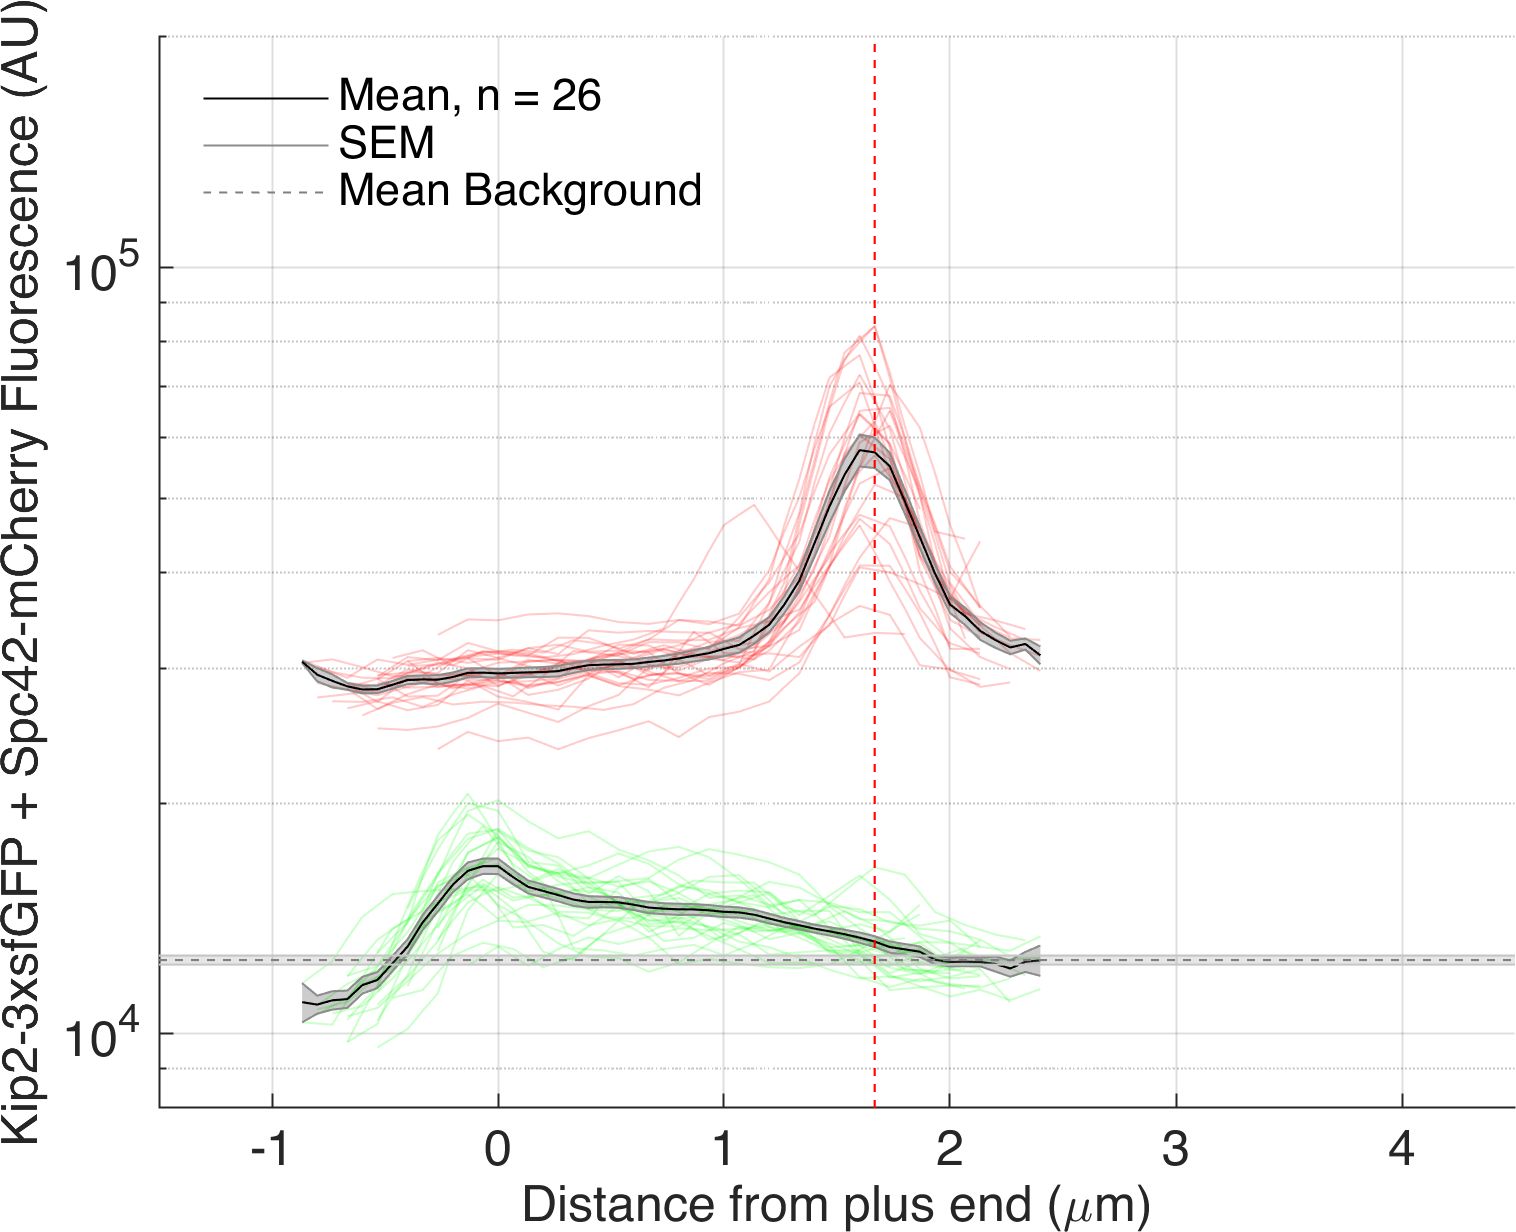 Kip2-3xsfGFP + Spc42-mCherry Fluorescence (AU)
Mean, n = 26
SEM
Mean Background
10^5
10^4
-1 0 1 2 3 4
Distance from plus end (μm)